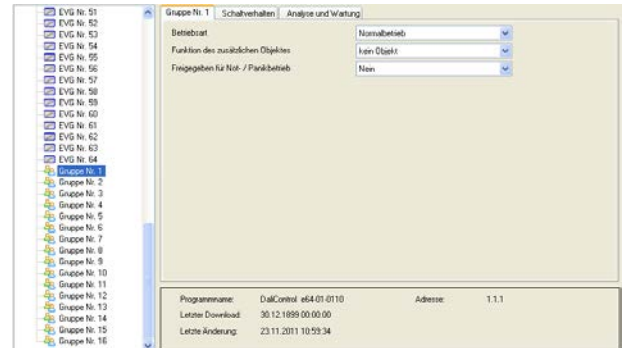 EVG Nr. 51
EVG Nr. 52
EVG Nr. 53
EVG Nr. 54
EVG Nr. 55
EVG Nr. 56
EVG Nr. 57
EVG Nr. 58
EVG Nr. 59
EVG Nr. 60
EVG Nr. 61
EVG Nr. 62
EVG Nr. 63
EVG Nr. 64
Gruppe Nr. 1
Gruppe Nr. 2
Gruppe Nr. 3
Gruppe Nr. 4
Gruppe Nr. 5
Gruppe Nr. 6
Gruppe Nr. 7
Gruppe Nr. 8
Gruppe Nr. 9
Gruppe Nr. 10
Gruppe Nr. 11
Gruppe Nr. 12
Gruppe Nr. 13
Gruppe Nr. 14
Gruppe Nr. 15
Gruppe Nr. 16
Gruppe Nr. 1 Schaltverhalten Analyse und Wartung
Betriebsart Normalbetrieb
Funktion des zusätzlichen Objektes kein Objekt
Freigegeben für Not- / Panikbetrieb Nein
Programmname: DaliControl e64-01-0110 Adresse: 1.1.1
Letzter Download: 30.12.1899 00:00:00
Letzte Änderung: 23.11.2011 10:59:34